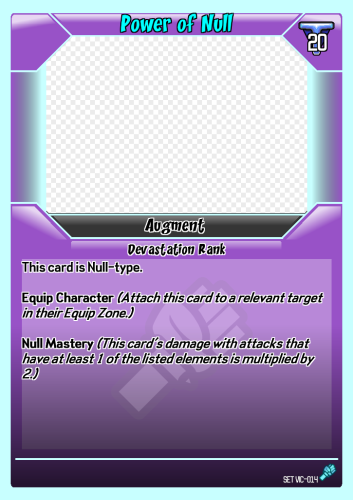 Power of Null
20
Augment
Devastation Rank
This card is Null-type.
Equip Character (Attach this card to a relevant target
in their Equip Zone.)
Null Mastery (This card's damage with attacks that
have at least 1 of the listed elements is multiplied by
2.)
SET VIC-014